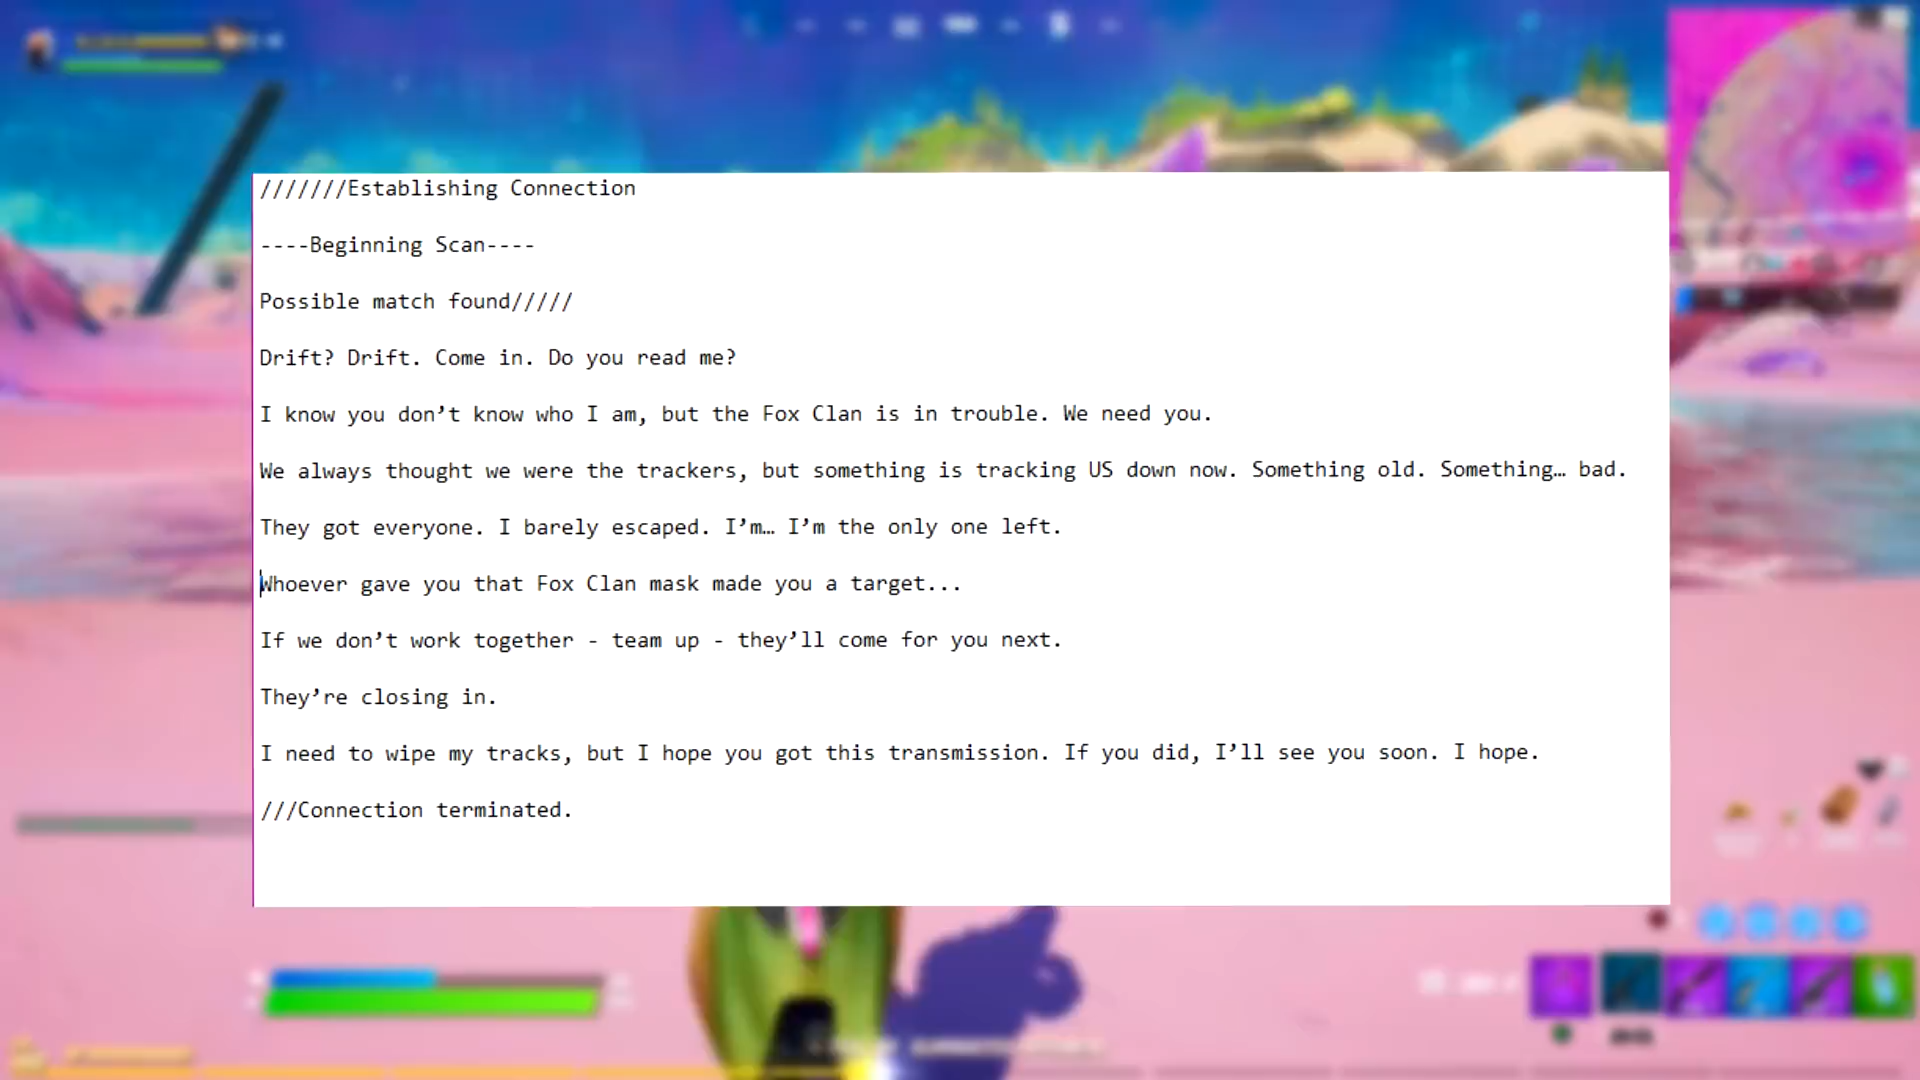 ///////Establishing Connection
----Beginning Scan----
Possible match found/////
Drift? Drift. Come in. Do you read me?
I know you don’t know who I am, but the Fox Clan is in trouble. We need you.
We always thought we were the trackers, but something is tracking US down now. Something old. Something… bad.
They got everyone. I barely escaped. I’m… I’m the only one left.
Whoever gave you that Fox Clan mask made you a target...
If we don’t work together - team up - they’ll come for you next.
They’re closing in.
I need to wipe my tracks, but I hope you got this transmission. If you did, I’ll see you soon. I hope.
///Connection terminated.